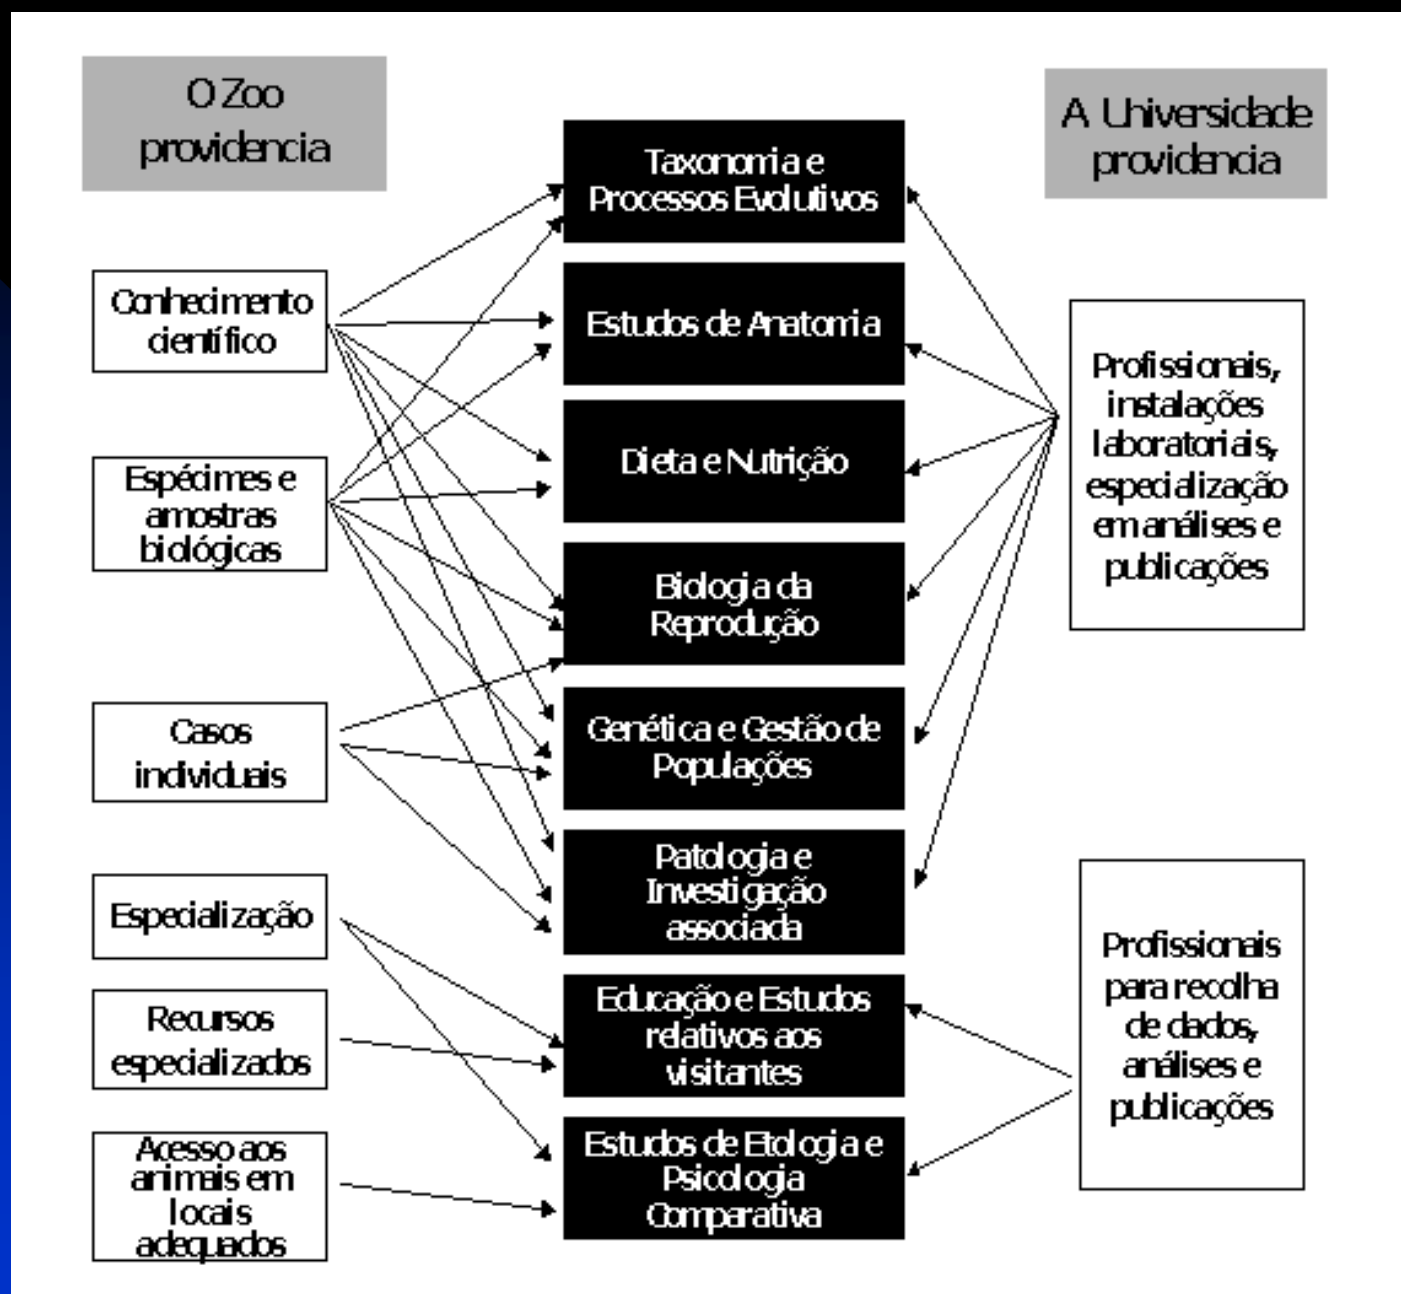 O Zoo
providencia
A Universidade
providencia
Conhecimento
científico
Espécimes e
amostras
biológicas
Casos
individuais
Especialização
Recursos
especializados
Acesso aos
animais em
locais
adequados
Taxonomia e
Processos Evolutivos
Estudos de Anatomia
Dieta e Nutrição
Biologia da
Reprodução
Genética e Gestão de
Populações
Patologia e
Investigação
associada
Educação e Estudos
relativos aos
visitantes
Estudos de Etologia e
Psicologia
Comparativa
Profissionais,
instalações
laboratoriais,
especialização
em análises e
publicações
Profissionais
para recolha
de dados,
análises e
publicações